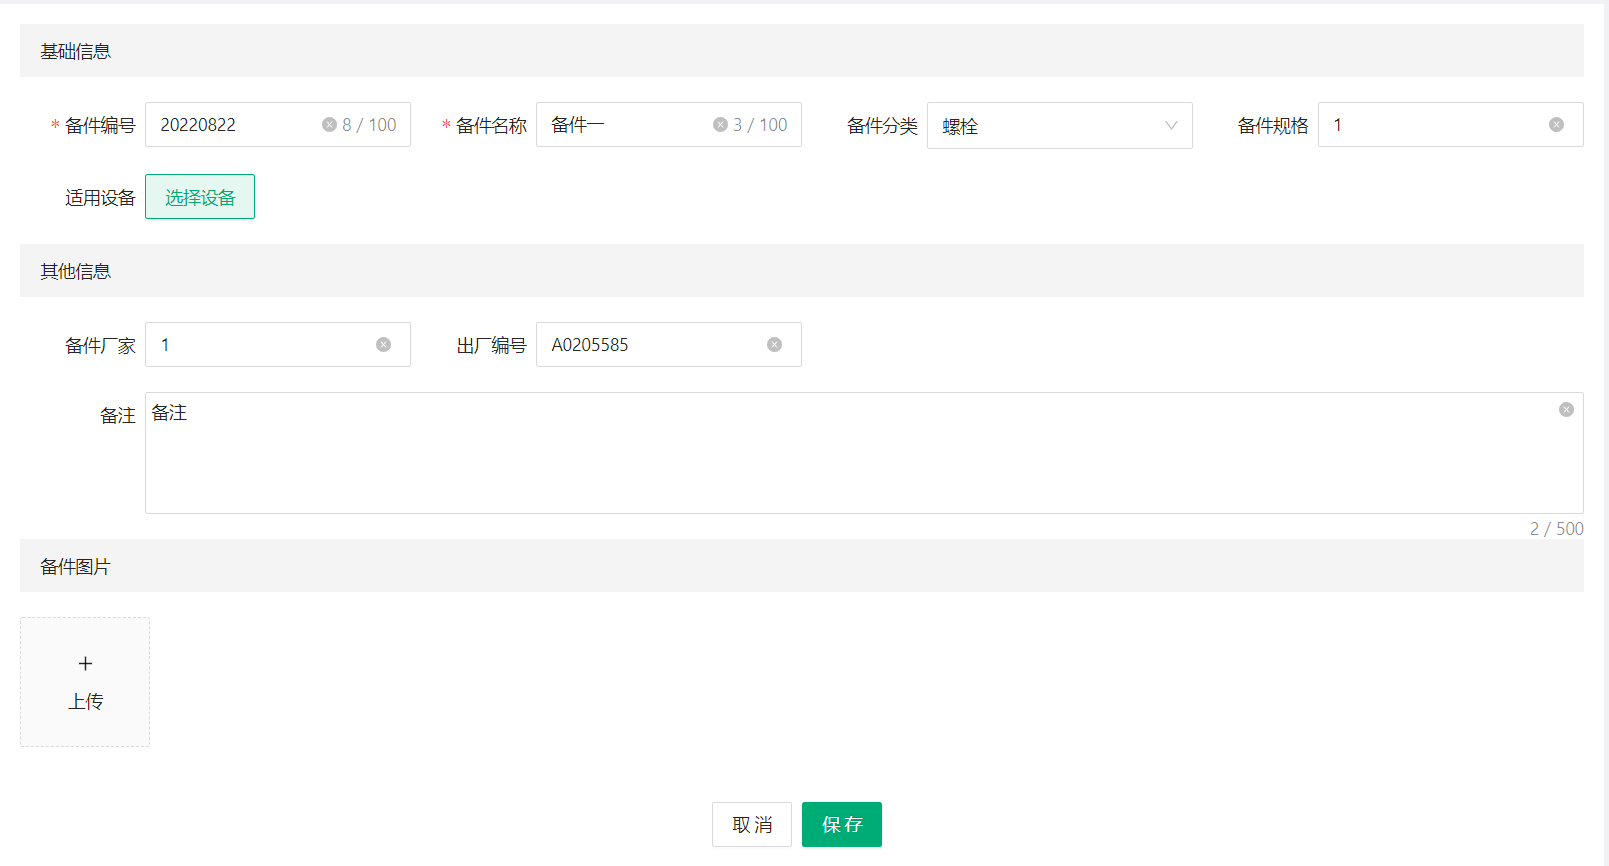 基础信息
* 备件编号 20220822 8 / 100 * 备件名称 备件一 3 / 100 备件分类 螺栓 备件规格 1
适用设备 选择设备
其他信息
备件厂家 1 出厂编号 A0205585
备注 备注
2 / 500
备件图片
+
上传
取消 保存